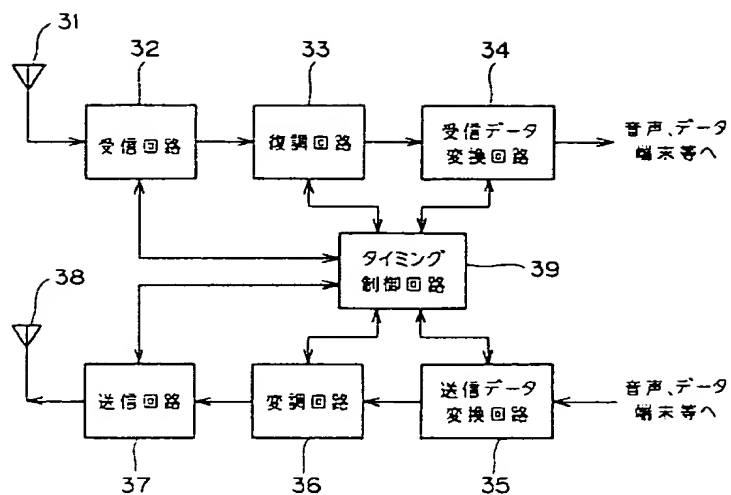 31
32
33
34
受信回路
復調回路
受信データ
変換回路
音声、データ
端末等へ
タイミング
制御回路
39
38
送信回路
変調回路
送信データ
変換回路
音声、データ
端末等へ
37
36
35